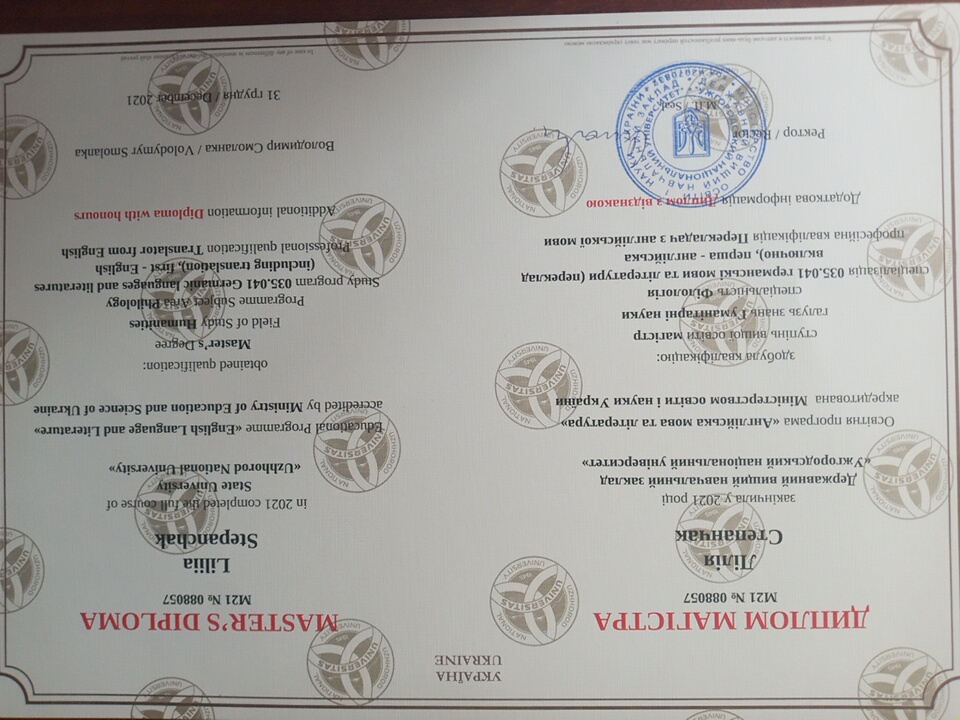 УКРАЇНА
UKRAINE
ДИПЛОМ МАГІСТРА
М21 № 088057
Лілія
Степанчак
закінчила у 2021 році
Державний вищий навчальний заклад
«Ужгородський національний університет»
Освітня програма «Англійська мова та література»
акредитована Міністерством освіти і науки України
здобула кваліфікацію:
ступінь вищої освіти магістр
галузь знань Гуманітарні науки
спеціальність Філологія
спеціалізація 035.041 германські мови та літератури (переклад
включно), перша - англійська
професійна кваліфікація Перекладач з англійської мови
Додаткова інформація Диплом з відзнакою
Ректор / Rector
М.П. / Seal
MASTER'S DIPLOMA
M21 № 088057
Liliia
Stepanchak
in 2021 completed the full course of
State University
«Uzhhorod National University»
Educational Programme «English Language and Literature»
accredited by Ministry of Education and Science of Ukraine
obtained qualification:
Master's Degree
Field of Study Humanities
Programme Subject Area Philology
Study program 035.041 Germanic languages and literatures
(including translation), first - English
Professional qualification Translator from English
Additional information Diploma with honours
Володимир Смоланка / Volodymyr Smolanka
31 грудня / December 2021